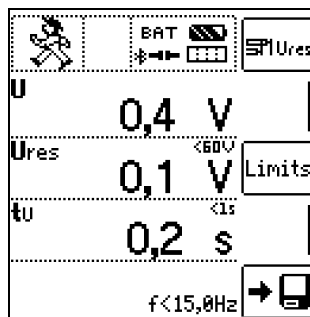 BAT
Ures
U
0,4 V
Ures <60V
0,1 V
Limits
tU <1s
0,2 s
f<15,0Hz